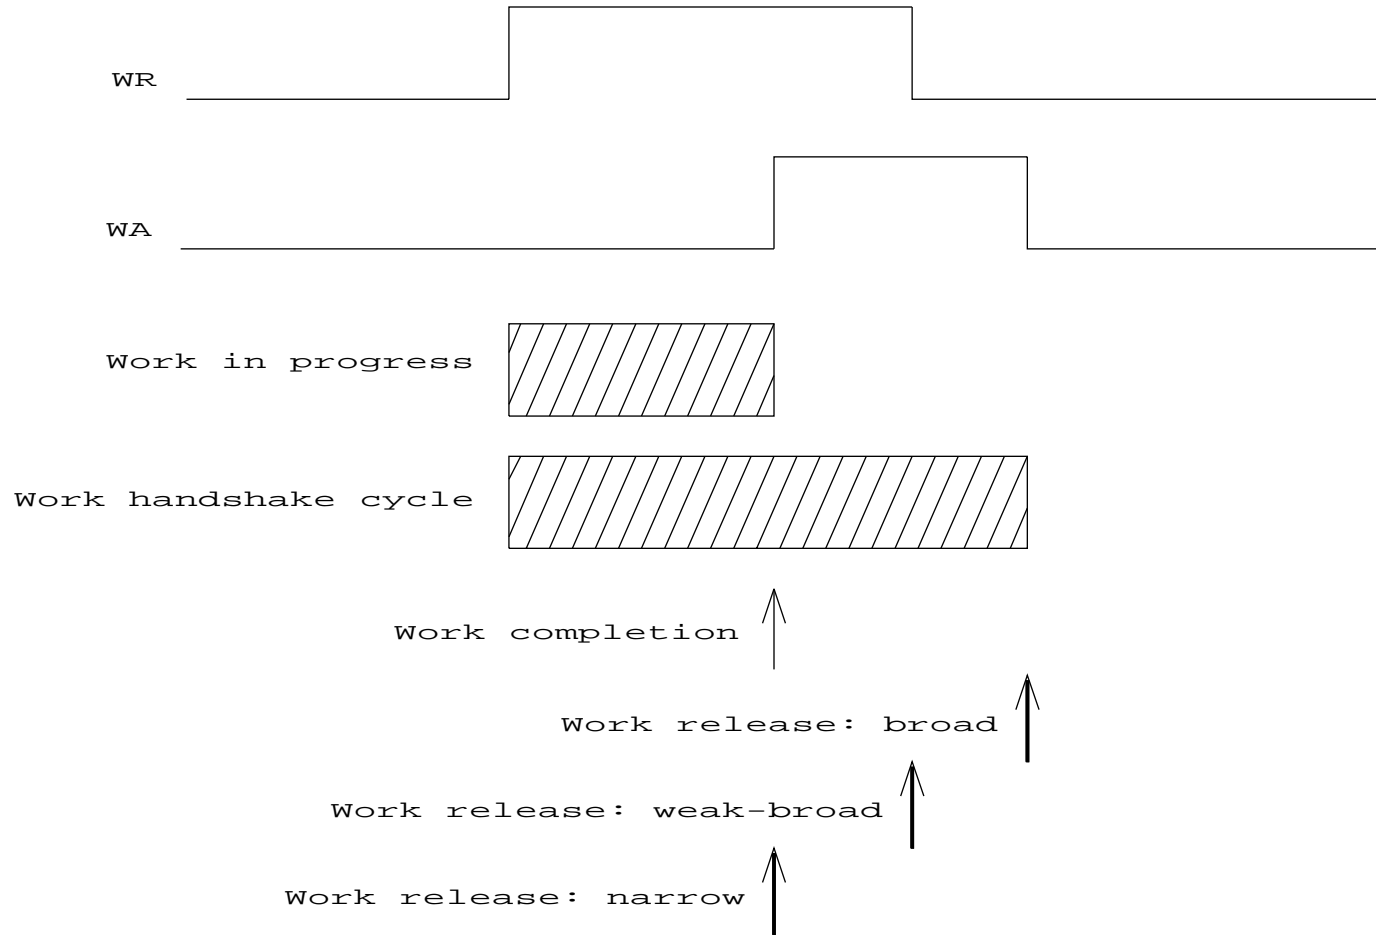 WR
WA
Work in progress
Work handshake cycle
Work completion
Work release: broad
Work release: weak-broad
Work release: narrow